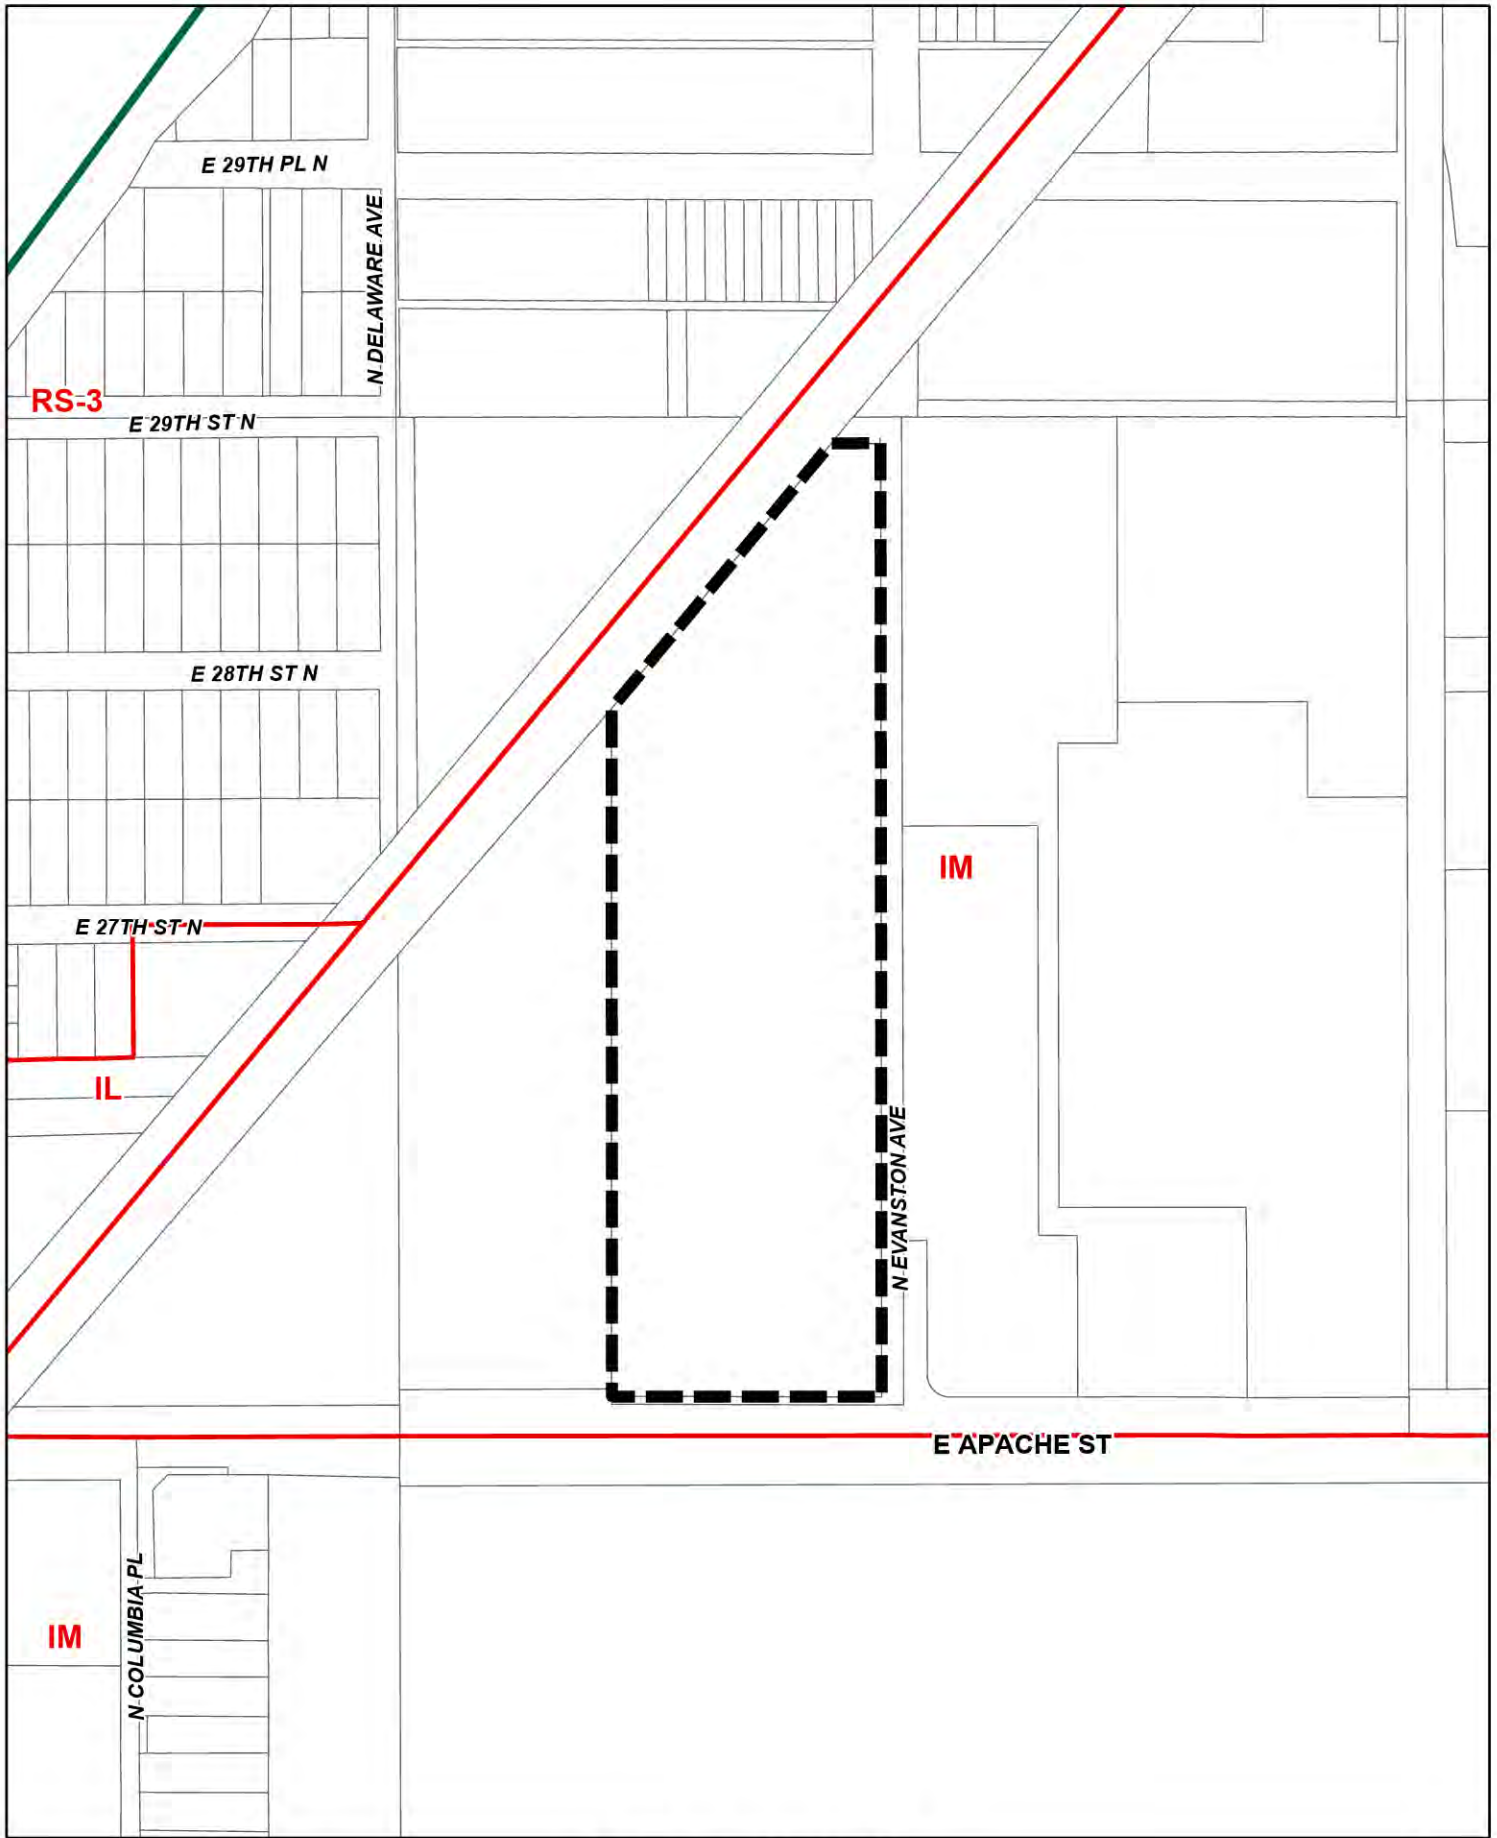 E 29TH PL N
N DELAWARE AVE
RS-3
E 29TH ST N
E 28TH ST N
IM
E 27TH ST N
IL
N EVANSTON AVE
E APACHE ST
N COLUMBIA PL
IM